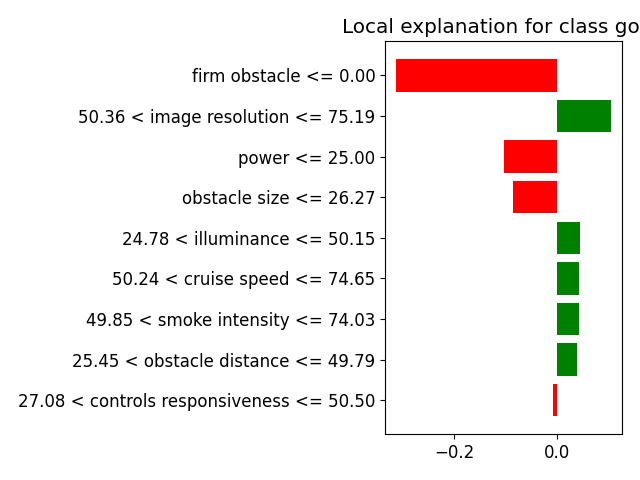 Local explanation for class go
firm obstacle <= 0.00
50.36 < image resolution <= 75.19
power <= 25.00
obstacle size <= 26.27
24.78 < illuminance <= 50.15
50.24 < cruise speed <= 74.65
49.85 < smoke intensity <= 74.03
25.45 < obstacle distance <= 49.79
27.08 < controls responsiveness <= 50.50
−0.2 0.0